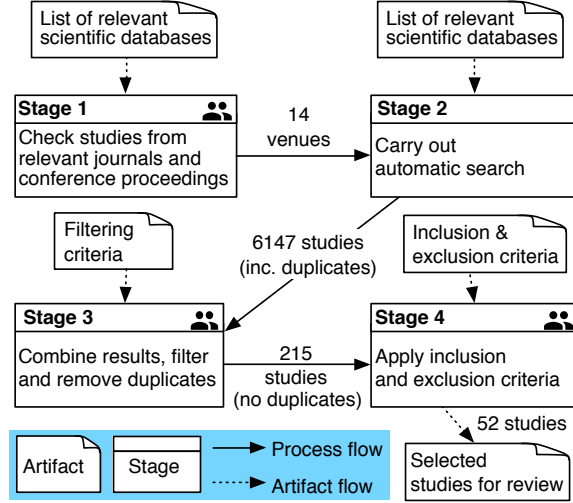 List of relevant
scientific databases
List of relevant
scientific databases
Stage 1
Check studies from
relevant journals and
conference proceedings
14
venues
Stage 2
Carry out
automatic search
Filtering
criteria
6147 studies
(inc. duplicates)
Inclusion &
exclusion criteria
Stage 3
Combine results, filter
and remove duplicates
215
studies
(no duplicates)
Stage 4
Apply inclusion
and exclusion criteria
52 studies
Artifact
Stage
Process flow
Artifact flow
Selected
studies for review